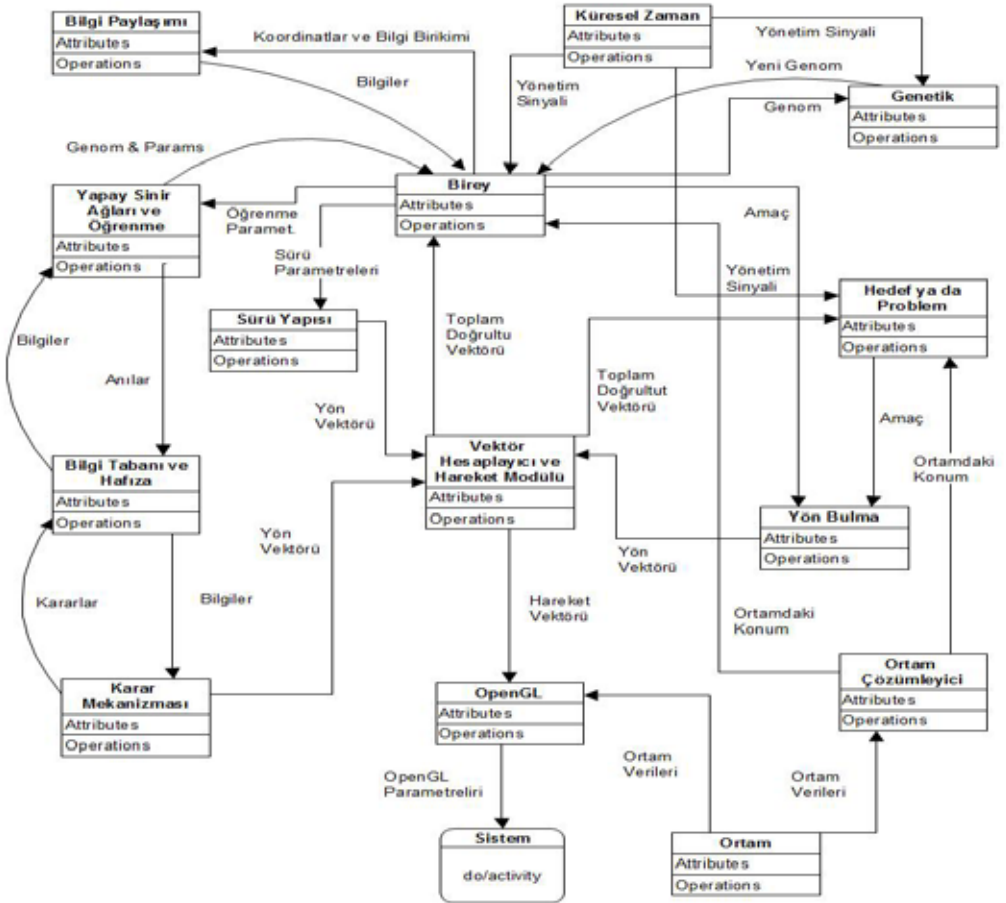 Bilgi Paylaşımı
Attributes
Operations
Koordinatlar ve Bilgi Birikimi
Bilgiler
Küresel Zaman
Attributes
Operations
Yönetim Sinyali
Yeni Genom
Yönetim
Sinyali
Genom
Genetik
Attributes
Operations
Genom & Params
Yapay Sinir
Ağları ve
Öğrenme
Attributes
Operations
Birey
Attributes
Operations
Öğrenme
Paramet.
Amaç
Sürü
Parametreleri
Yönetim
Sinyali
Hedef ya da
Problem
Attributes
Operations
Sürü Yapısı
Attributes
Operations
Toplam
Doğrultu
Vektörü
Bilgiler
Anılar
Toplam
Doğrultut
Vektörü
Yön
Vektörü
Amaç
Ortamdaki
Konum
Bilgi Tabanı ve
Hafıza
Attributes
Operations
Vektör
Hesaplayıcı ve
Hareket Modülü
Attributes
Operations
Yön Bulma
Attributes
Operations
Yön
Vektörü
Yön
Vektörü
Kararlar
Bilgiler
Hareket
Vektörü
Ortamdaki
Konum
Karar
Mekanizması
Attributes
Operations
OpenGL
Attributes
Operations
Ortam
Çözümleyici
Attributes
Operations
OpenGL
Parametreliri
Ortam
Verileri
Ortam
Verileri
Sistem
do/activity
Ortam
Attributes
Operations